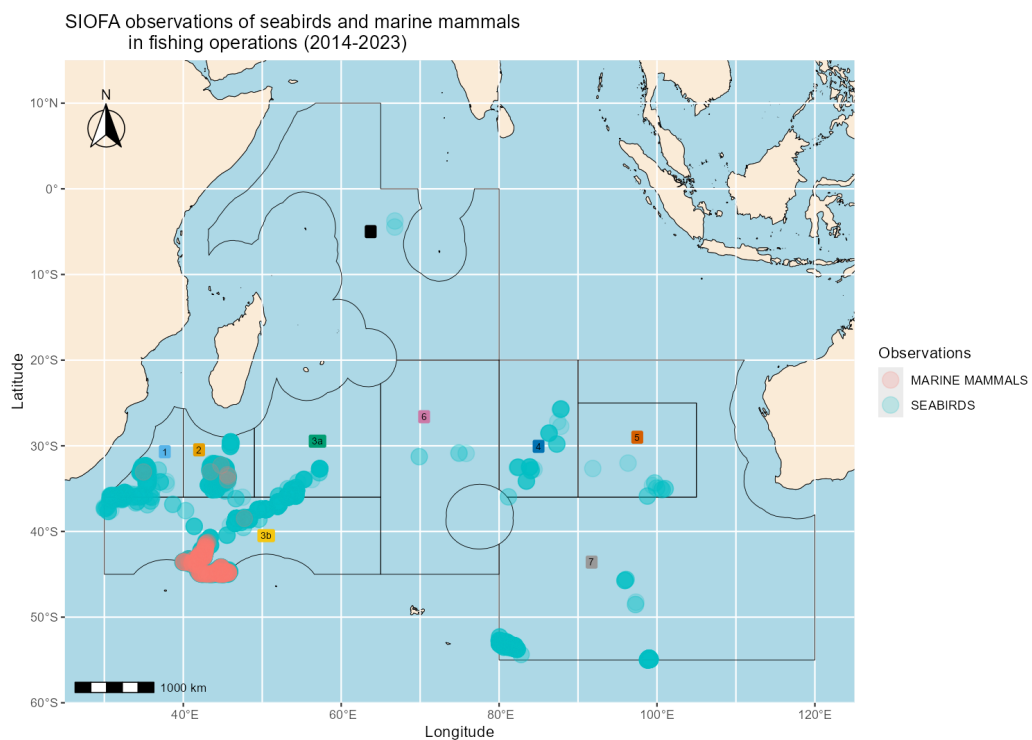 SIOFA observations of seabirds and marine mammals
in fishing operations (2014-2023)
N
10°N
0°
10°S
20°S
30°S
40°S
50°S
60°S
Latitude
1
2
3a
3b
4
5
6
7
1000 km
40°E
60°E
80°E
100°E
120°E
Longitude
Observations
MARINE MAMMALS
SEABIRDS